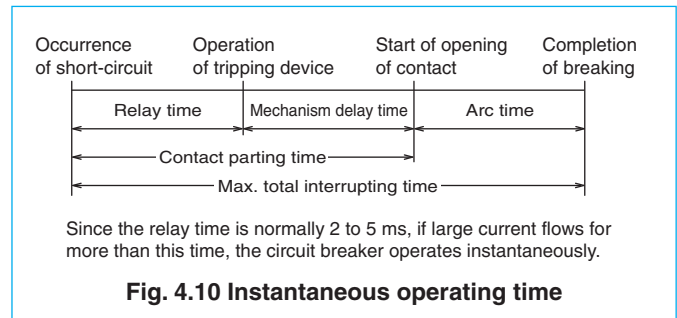 Occurrence of short-circuit
Operation of tripping device
Start of opening of contact
Completion of breaking
Relay time
Mechanism delay time
Arc time
Contact parting time
Max. total interrupting time
Since the relay time is normally 2 to 5 ms, if large current flows for
more than this time, the circuit breaker operates instantaneously.
Fig. 4.10 Instantaneous operating time